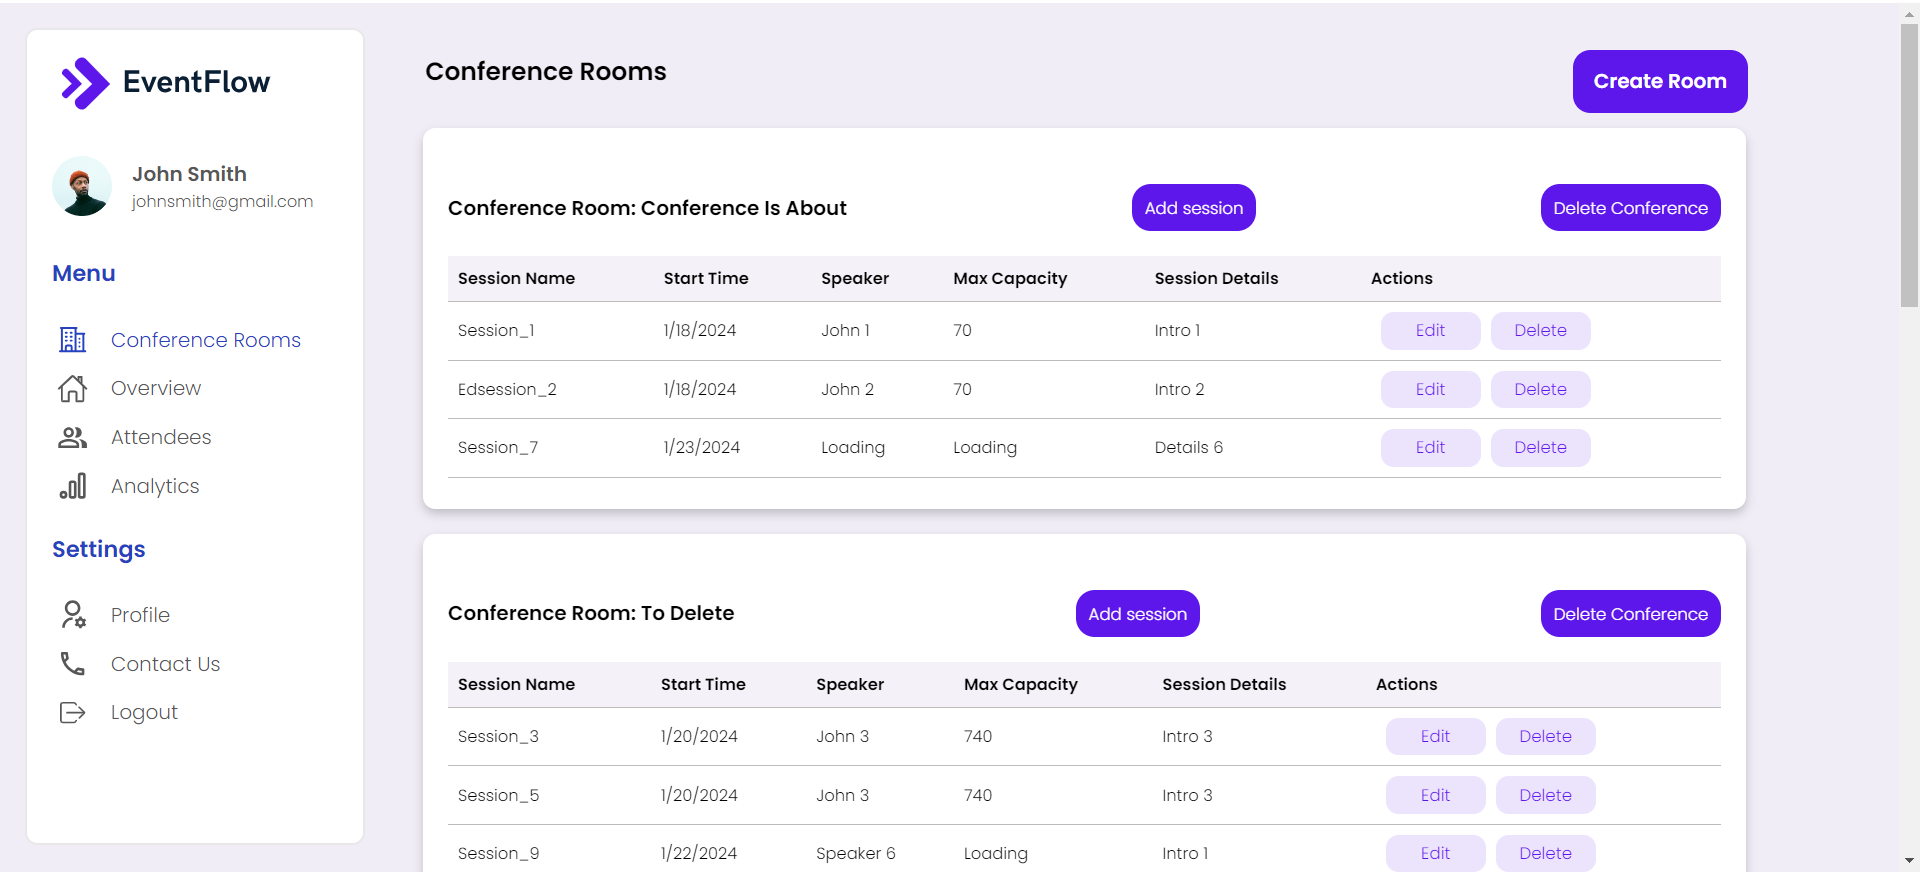 EventFlow
John Smith
johnsmith@gmail.com
Menu
Conference Rooms
Overview
Attendees
Analytics
Settings
Profile
Contact Us
Logout
Conference Rooms
Create Room
Conference Room: Conference Is About
Add session
Delete Conference
Session Name Start Time Speaker Max Capacity Session Details Actions
Session_1 1/18/2024 John 1 70 Intro 1 Edit Delete
Edsession_2 1/18/2024 John 2 70 Intro 2 Edit Delete
Session_7 1/23/2024 Loading Loading Details 6 Edit Delete
Conference Room: To Delete
Add session
Delete Conference
Session Name Start Time Speaker Max Capacity Session Details Actions
Session_3 1/20/2024 John 3 740 Intro 3 Edit Delete
Session_5 1/20/2024 John 3 740 Intro 3 Edit Delete
Session_9 1/22/2024 Speaker 6 Loading Intro 1 Edit Delete